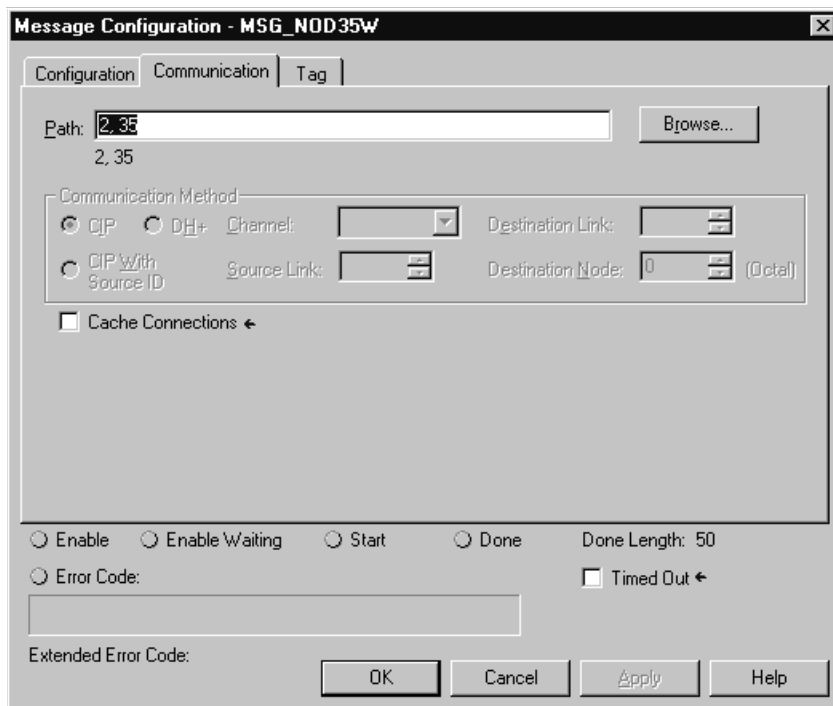 Message Configuration - MSG_NOD35W
Configuration Communication Tag
Path: 2, 35 Browse...
2, 35
Communication Method
CIP DH+ Channel: Destination Link:
CIP With Source ID Source Link: Destination Node: 0 (Octal)
Cache Connections ←
Enable Enable Waiting Start Done Done Length: 50
Error Code: Timed Out ←
Extended Error Code:
OK Cancel Apply Help